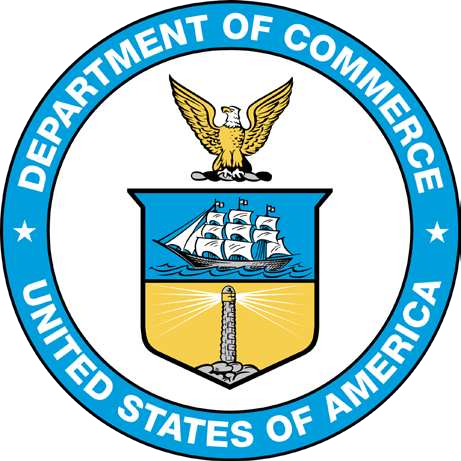 DEPARTMENT OF COMMERCE
UNITED STATES OF AMERICA